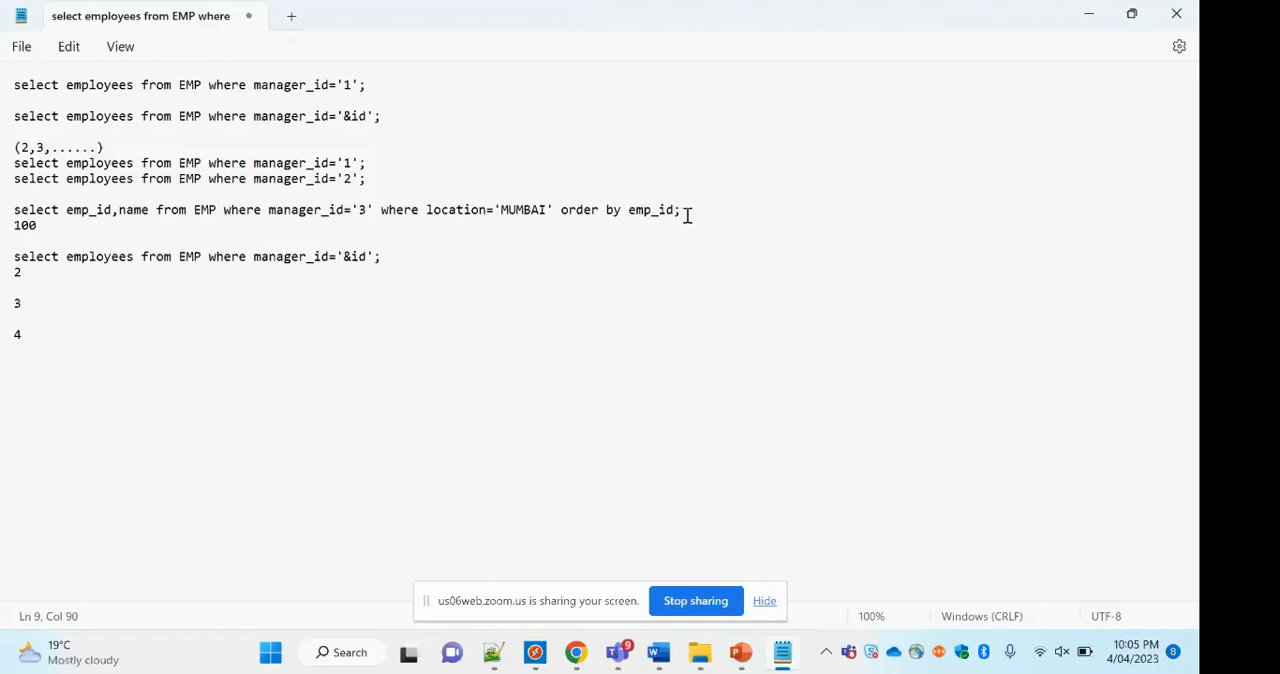 select employees from EMP where
File Edit View
select employees from EMP where manager_id='1';
select employees from EMP where manager_id='&id';
(2,3,......)
select employees from EMP where manager_id='1';
select employees from EMP where manager_id='2';
select emp_id,name from EMP where manager_id='3' where location='MUMBAI' order by emp_id;
100
select employees from EMP where manager_id='&id';
2
3
4
us06web.zoom.us is sharing your screen. Stop sharing Hide
Ln 9, Col 90 100% Windows (CRLF) UTF-8
19°C
Mostly cloudy
Search
9
10:05 PM
4/04/2023
8